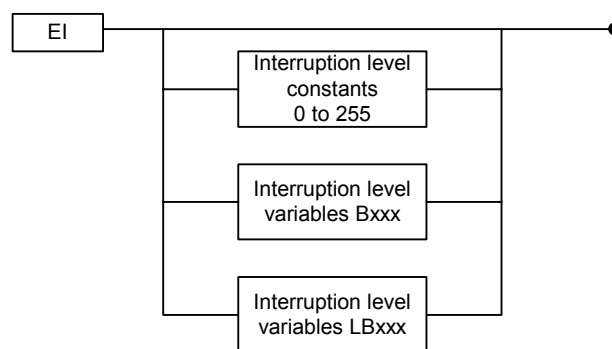 EI
Interruption level
constants
0 to 255
Interruption level
variables Bxxx
Interruption level
variables LBxxx